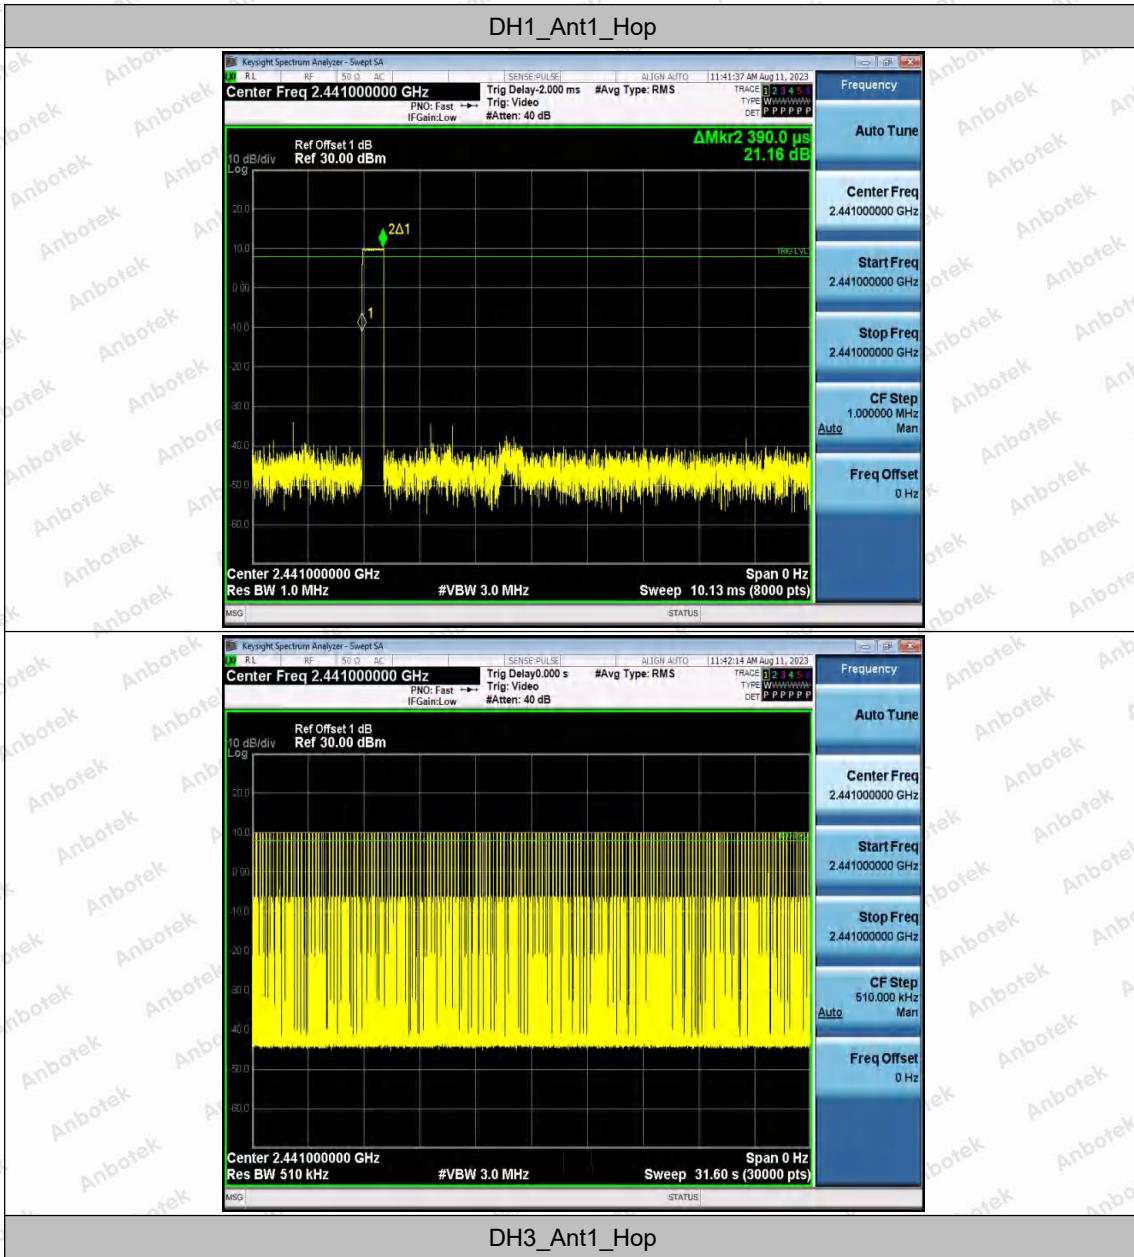 DH1_Ant1_Hop
Keysight Spectrum Analyzer - Swept SA
RL RF 50 Ω AC SENSE:PULSE ALIGN AUTO 11:41:37 AM Aug 11, 2023
Center Freq 2.441000000 GHz
PNO: Fast
IFGain:Low
Trig Delay-2.000 ms
Trig: Video
#Atten: 40 dB
#Avg Type: RMS
TRACE 1 2 3 4 5 6
TYPE WWWWWW
DET P P P P P P
Frequency
Auto Tune
Center Freq
2.441000000 GHz
Start Freq
2.441000000 GHz
Stop Freq
2.441000000 GHz
CF Step
1.000000 MHz
Auto Man
Freq Offset
0 Hz
ΔMkr2 390.0 µs
21.16 dB
Ref Offset 1 dB
10 dB/div Ref 30.00 dBm
Log
20.0
10.0
0.00
-10.0
-20.0
-30.0
-40.0
-50.0
-60.0
2Δ1
1
TRIG LVL
Center 2.441000000 GHz Span 0 Hz
Res BW 1.0 MHz #VBW 3.0 MHz Sweep 10.13 ms (8000 pts)
MSG STATUS
Keysight Spectrum Analyzer - Swept SA
RL RF 50 Ω AC SENSE:PULSE ALIGN AUTO 11:42:14 AM Aug 11, 2023
Center Freq 2.441000000 GHz
PNO: Fast
IFGain:Low
Trig Delay0.000 s
Trig: Video
#Atten: 40 dB
#Avg Type: RMS
TRACE 1 2 3 4 5 6
TYPE WWWWWW
DET P P P P P P
Frequency
Auto Tune
Center Freq
2.441000000 GHz
Start Freq
2.441000000 GHz
Stop Freq
2.441000000 GHz
CF Step
510.000 kHz
Auto Man
Freq Offset
0 Hz
Ref Offset 1 dB
10 dB/div Ref 30.00 dBm
Log
20.0
10.0
0.00
-10.0
-20.0
-30.0
-40.0
-50.0
-60.0
Center 2.441000000 GHz Span 0 Hz
Res BW 510 kHz #VBW 3.0 MHz Sweep 31.60 s (30000 pts)
MSG STATUS
DH3_Ant1_Hop
Anbotek